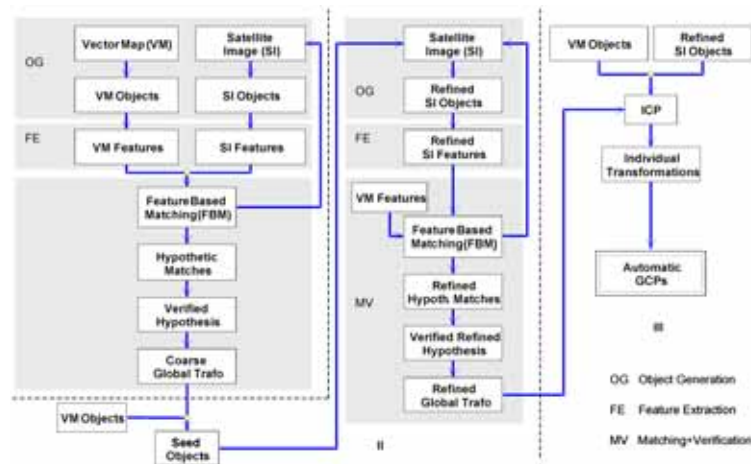 OG
Vector Map (VM)
Satellite
Image (SI)
VM Objects
SI Objects
FE
VM Features
SI Features
Feature Based
Matching(FBM)
Hypothetic
Matches
Verified
Hypothesis
Coarse
Global Trafo
VM Objects
Seed
Objects
Satellite
Image (SI)
OG
Refined
SI Objects
FE
Refined
SI Features
VM Features
Feature Based
Matching(FBM)
MV
Refined
Hypoth. Matches
Verified Refined
Hypothesis
Refined
Global Trafo
II
VM Objects
Refined
SI Objects
ICP
Individual
Transformations
Automatic
GCPs
III
OG Object Generation
FE Feature Extraction
MV Matching+Verification